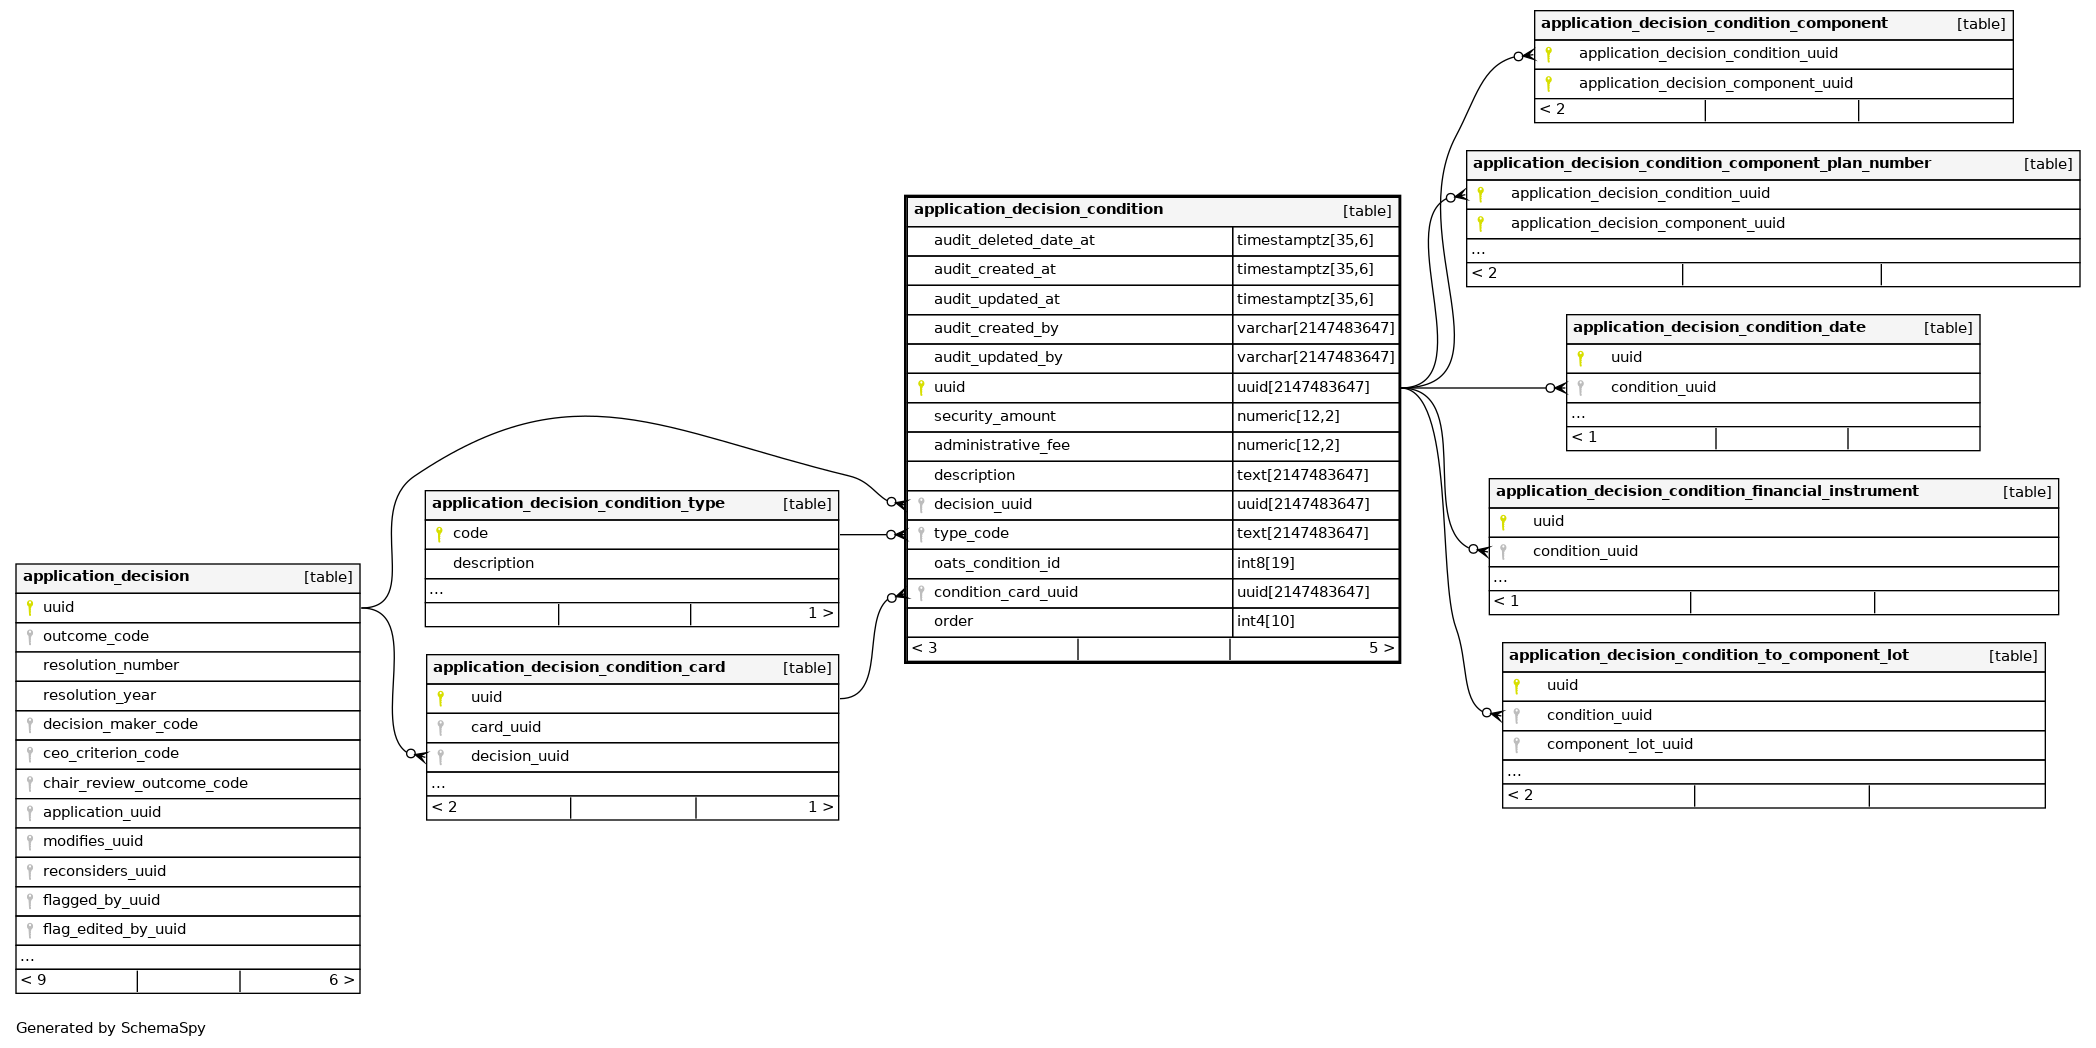 application_decision_condition_component [table]
application_decision_condition_uuid
application_decision_component_uuid
< 2
application_decision_condition_component_plan_number [table]
application_decision_condition_uuid
application_decision_component_uuid
...
< 2
application_decision_condition [table]
audit_deleted_date_at timestamptz[35,6]
audit_created_at timestamptz[35,6]
audit_updated_at timestamptz[35,6]
audit_created_by varchar[2147483647]
audit_updated_by varchar[2147483647]
uuid uuid[2147483647]
security_amount numeric[12,2]
administrative_fee numeric[12,2]
description text[2147483647]
decision_uuid uuid[2147483647]
type_code text[2147483647]
oats_condition_id int8[19]
condition_card_uuid uuid[2147483647]
order int4[10]
< 3 5 >
application_decision_condition_date [table]
uuid
condition_uuid
...
< 1
application_decision_condition_financial_instrument [table]
uuid
condition_uuid
...
< 1
application_decision_condition_type [table]
code
description
...
1 >
application_decision_condition_to_component_lot [table]
uuid
condition_uuid
component_lot_uuid
...
< 2
application_decision_condition_card [table]
uuid
card_uuid
decision_uuid
...
< 2 1 >
application_decision [table]
uuid
outcome_code
resolution_number
resolution_year
decision_maker_code
ceo_criterion_code
chair_review_outcome_code
application_uuid
modifies_uuid
reconsiders_uuid
flagged_by_uuid
flag_edited_by_uuid
...
< 9 6 >
Generated by SchemaSpy